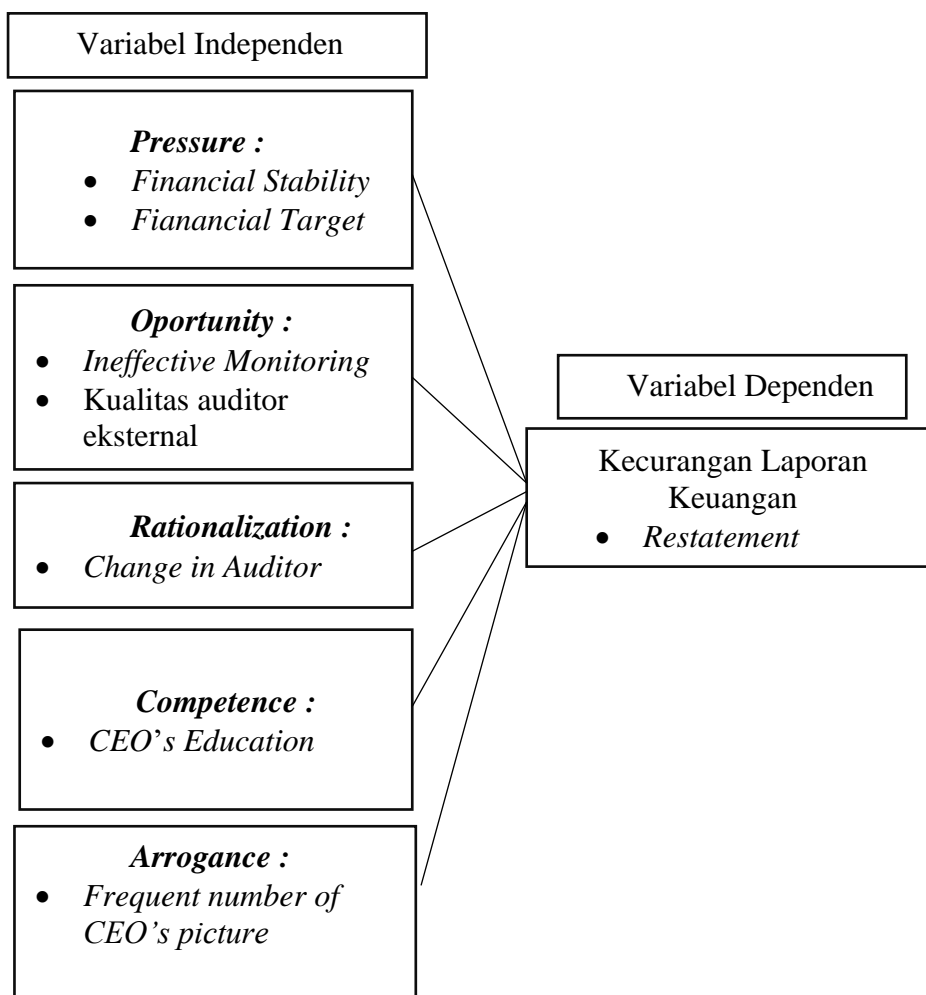 Variabel Independen
Pressure :
• Financial Stability
• Fianancial Target
Oportunity :
• Ineffective Monitoring
• Kualitas auditor
eksternal
Rationalization :
• Change in Auditor
Competence :
• CEO’s Education
Arrogance :
• Frequent number of
CEO’s picture
Variabel Dependen
Kecurangan Laporan
Keuangan
• Restatement